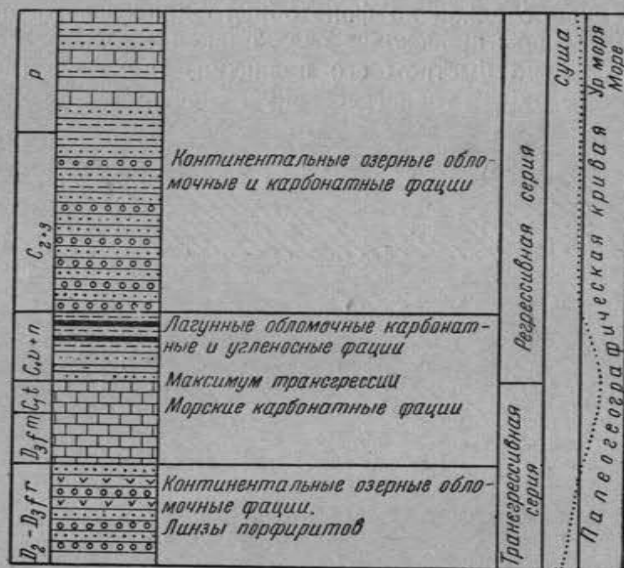 P
C₂₊₃
C₁v+n
C₁t
D₃fm
D₂-D₃fr
Континентальные озерные обло-
мочные и карбонатные фации
Лагунные обломочные карбонат-
ные и угленосные фации
Максимум трансгрессий
Морские карбонатные фации
Континентальные озерные обло-
мочные фации.
Линзы порфиритов
Регрессивная серия
Трансгрессивная
серия
Суша
Ур моря
Море
Палеогеографическая кривая